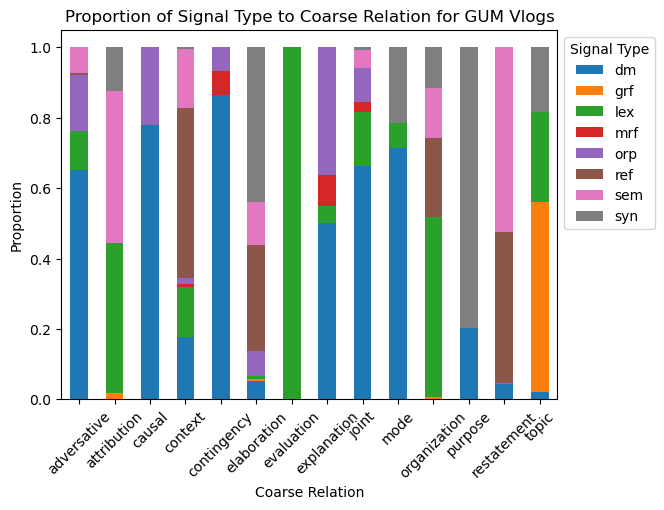 Proportion of Signal Type to Coarse Relation for GUM Vlogs
1.0
0.8
0.6
0.4
0.2
0.0
Proportion
adversative
attribution
causal
context
contingency
elaboration
evaluation
explanation
joint
mode
organization
purpose
restatement
topic
Coarse Relation
Signal Type
dm
grf
lex
mrf
orp
ref
sem
syn